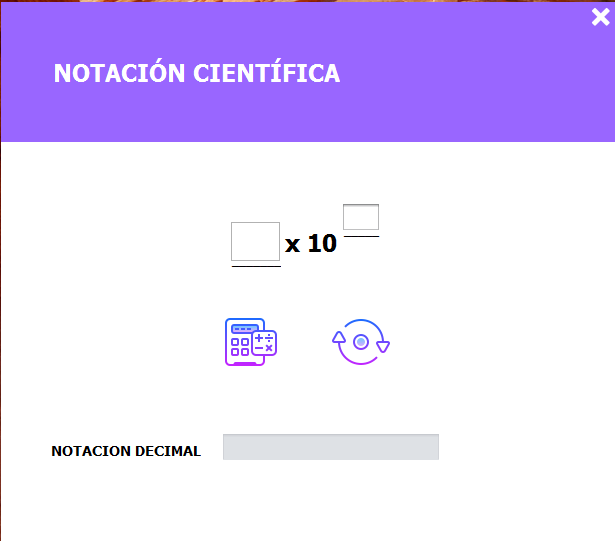 NOTACIÓN CIENTÍFICA
x 10
NOTACION DECIMAL